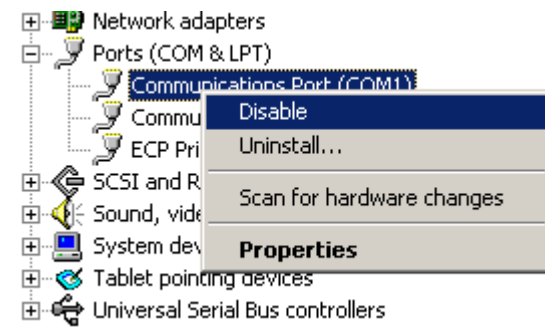 Network adapters
Ports (COM & LPT)
Communications Port (COM1)
Disable
Commu
Uninstall...
ECP Pri
SCSI and R
Scan for hardware changes
Sound, vide
System dev
Properties
Tablet pointing devices
Universal Serial Bus controllers